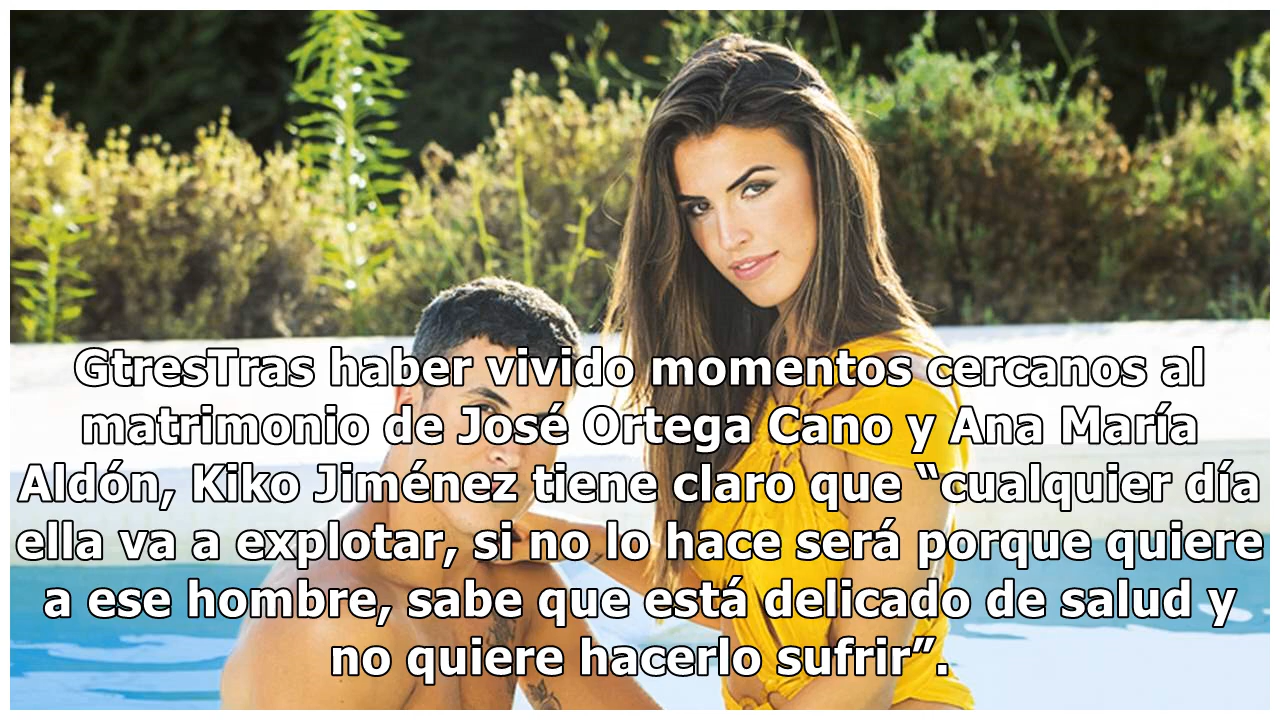 GtresTras haber vivido momentos cercanos al
matrimonio de José Ortega Cano y Ana María
Aldón, Kiko Jiménez tiene claro que “cualquier día
ella va a explotar, si no lo hace será porque quiere
a ese hombre, sabe que está delicado de salud y
no quiere hacerlo sufrir”.